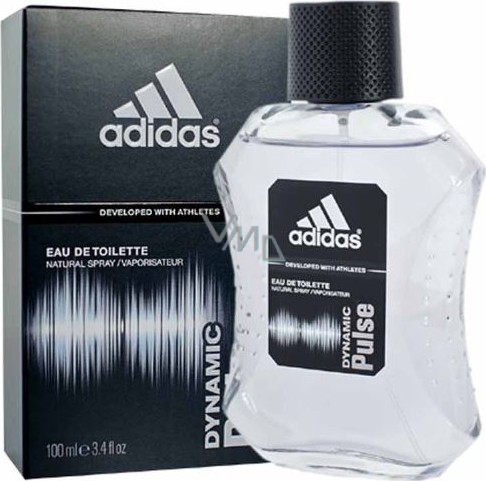 adidas
DEVELOPED WITH ATHLETES
EAU DE TOILETTE
NATURAL SPRAY/VAPORISATEUR
DYNAMIC
100 ml e 3.4 fl oz
adidas
DEVELOPED WITH ATHLETES
EAU DE TOILETTE
NATURAL SPRAY/VAPORISATEUR
DYNAMIC
Pulse
VMD